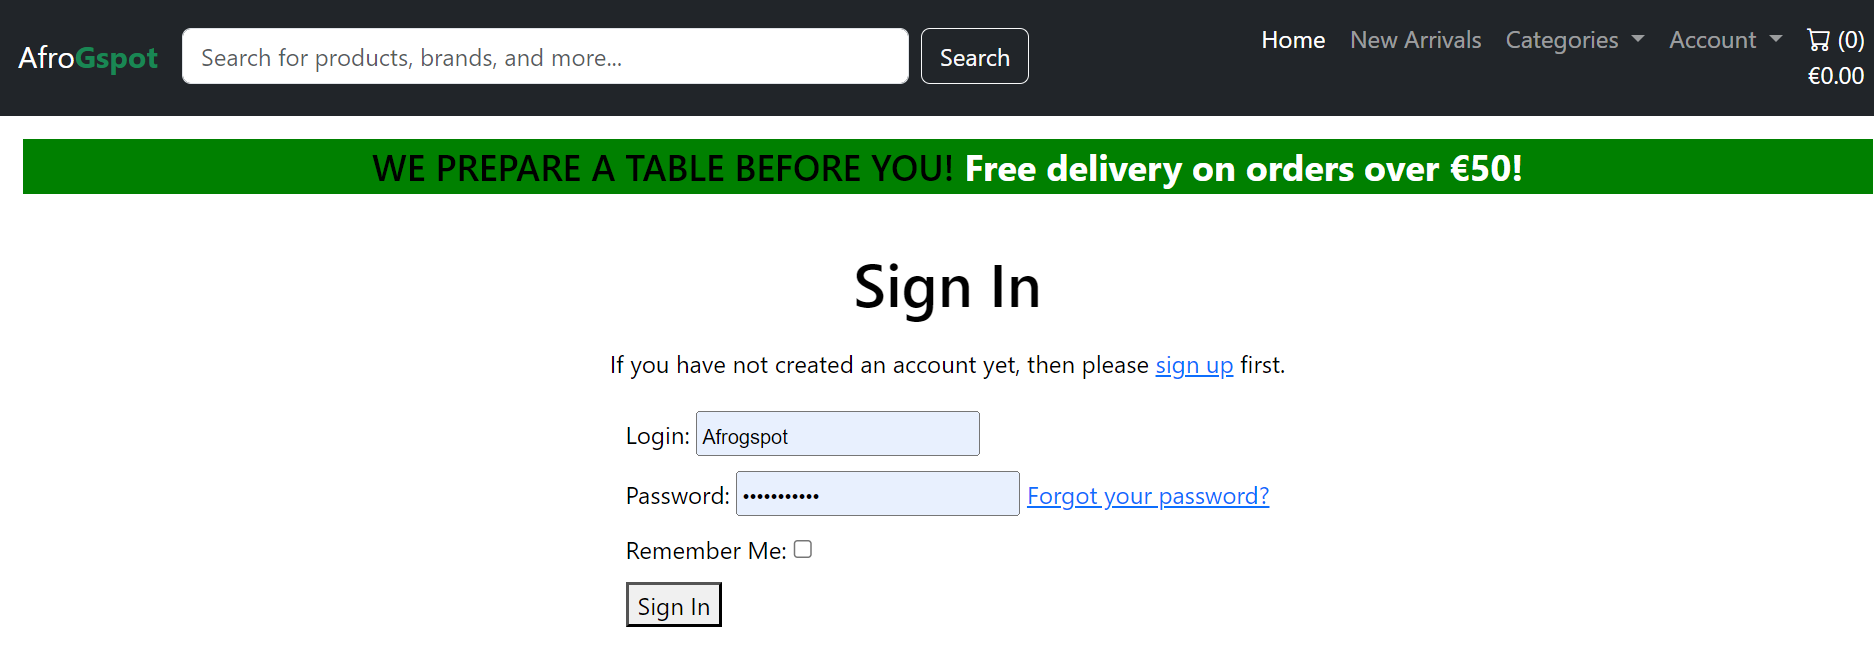 AfroGspot
Search for products, brands, and more...
Search
Home
New Arrivals
Categories
Account
(0)
€0.00
WE PREPARE A TABLE BEFORE YOU! Free delivery on orders over €50!
Sign In
If you have not created an account yet, then please sign up first.
Login: Afrogspot
Password: ••••••••••• Forgot your password?
Remember Me:
Sign In